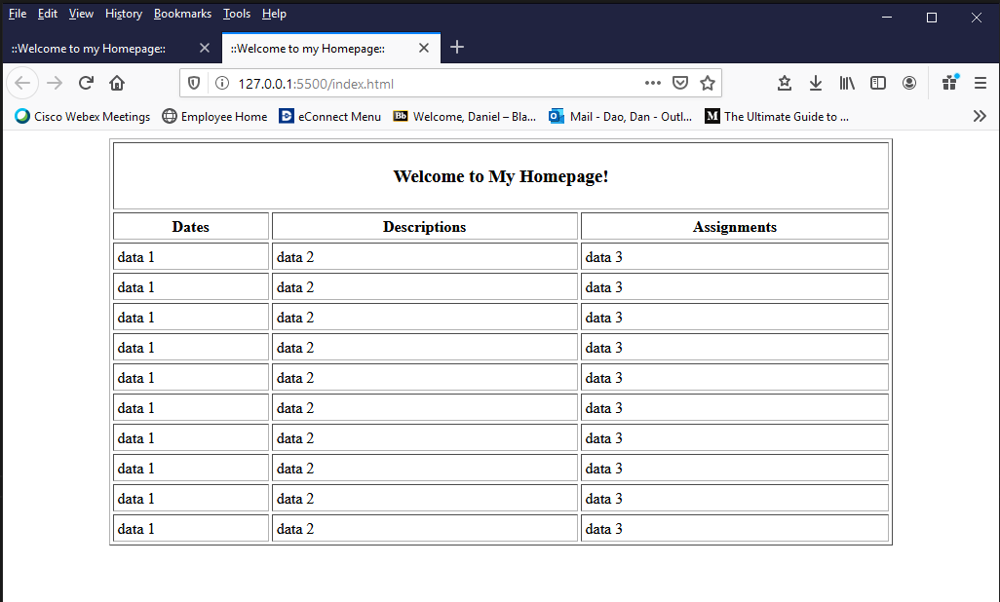 File Edit View History Bookmarks Tools Help
::Welcome to my Homepage:: ::Welcome to my Homepage::
127.0.0.1:5500/index.html
Cisco Webex Meetings Employee Home eConnect Menu Bb Welcome, Daniel – Bla... Mail - Dao, Dan - Outl... M The Ultimate Guide to ...
Welcome to My Homepage!
Dates Descriptions Assignments
data 1 data 2 data 3
data 1 data 2 data 3
data 1 data 2 data 3
data 1 data 2 data 3
data 1 data 2 data 3
data 1 data 2 data 3
data 1 data 2 data 3
data 1 data 2 data 3
data 1 data 2 data 3
data 1 data 2 data 3